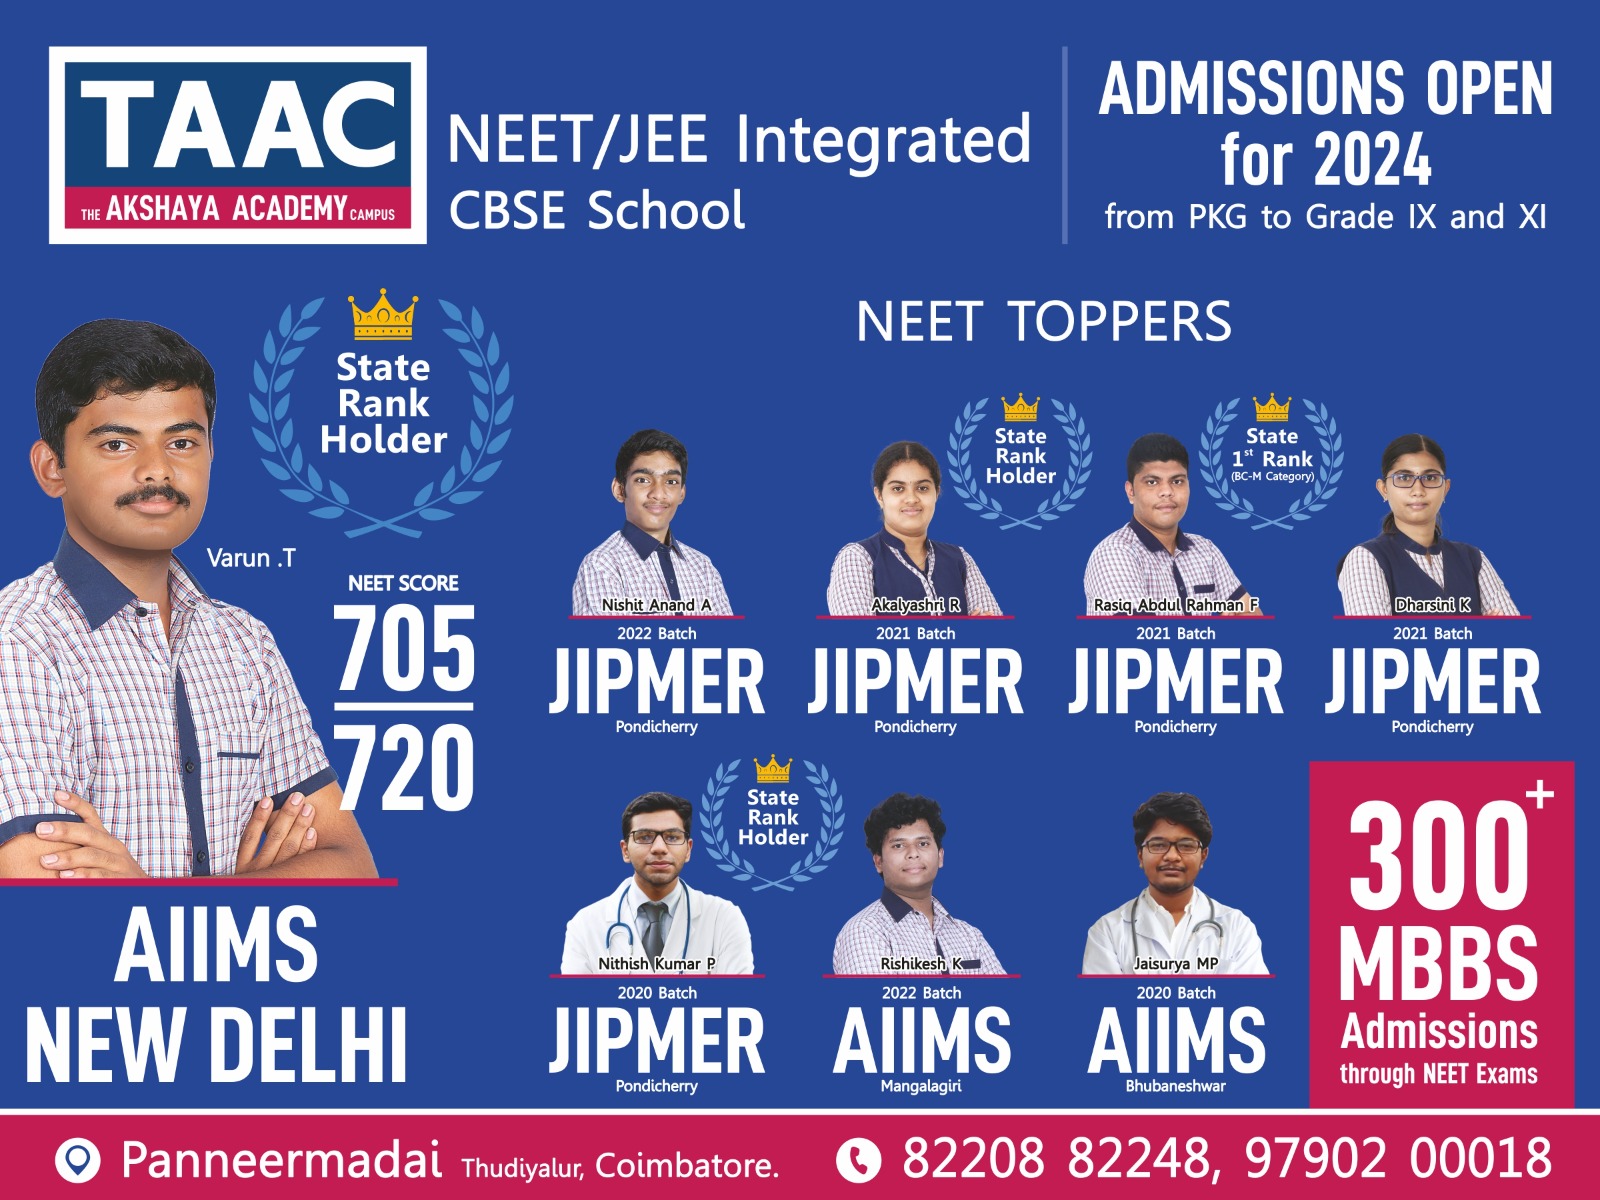 TAAC
THE AKSHAYA ACADEMY CAMPUS
NEET/JEE Integrated
CBSE School
ADMISSIONS OPEN
for 2024
from PKG to Grade IX and XI
State
Rank
Holder
Varun .T
NEET SCORE
705
720
AIIMS
NEW DELHI
NEET TOPPERS
Nishit Anand A
2022 Batch
JIPMER
Pondicherry
State
Rank
Holder
Akalyashri R
2021 Batch
JIPMER
Pondicherry
State
1st Rank
(BC-M Category)
Rasiq Abdul Rahman F
2021 Batch
JIPMER
Pondicherry
Dharsini K
2021 Batch
JIPMER
Pondicherry
State
Rank
Holder
Nithish Kumar P
2020 Batch
JIPMER
Pondicherry
Rishikesh K
2022 Batch
AIIMS
Mangalagiri
Jaisurya MP
2020 Batch
AIIMS
Bhubaneshwar
300+
MBBS
Admissions
through NEET Exams
Panneermadai Thudiyalur, Coimbatore.
82208 82248, 97902 00018